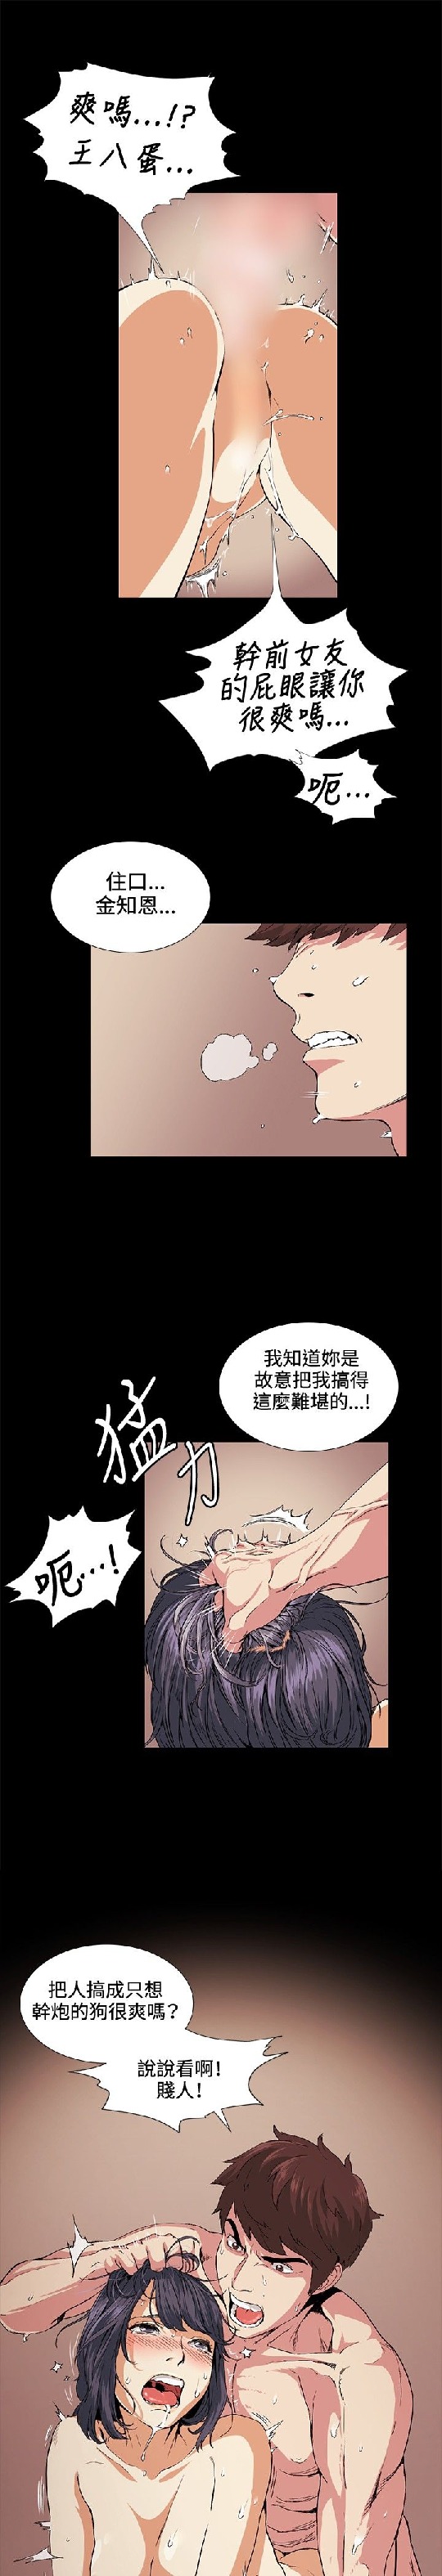 爽嗎...!?
王八蛋...
幹前女友
的屁眼讓你
很爽嗎...
呃...
住口...
金知恩...
我知道妳是
故意把我搞得
這麼難堪的...!
猛力
呃...!
把人搞成只想
幹炮的狗很爽嗎?
說說看啊!
賤人!